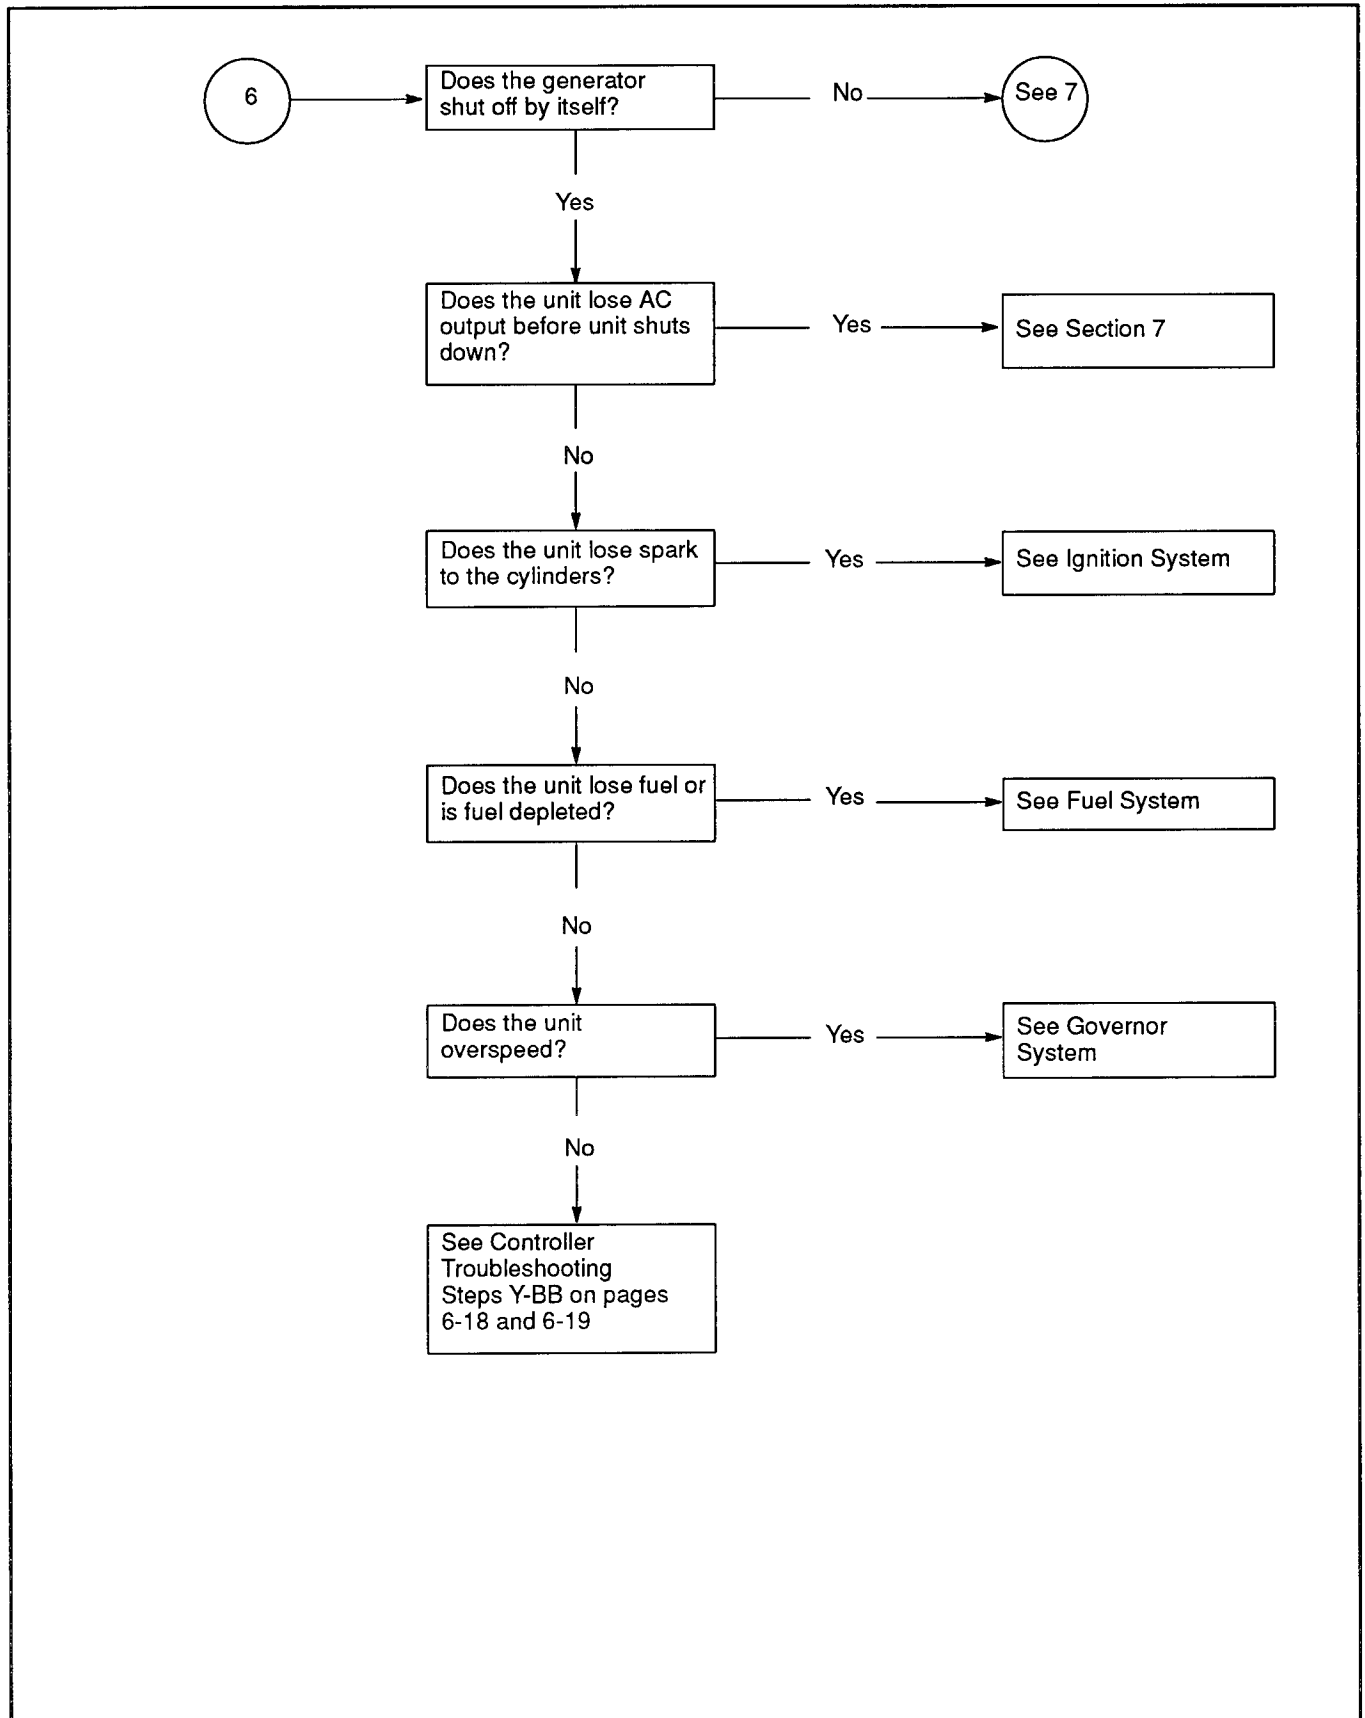 6
Does the generator
shut off by itself?
No
See 7
Yes
Does the unit lose AC
output before unit shuts
down?
Yes
See Section 7
No
Does the unit lose spark
to the cylinders?
Yes
See Ignition System
No
Does the unit lose fuel or
is fuel depleted?
Yes
See Fuel System
No
Does the unit
overspeed?
Yes
See Governor
System
No
See Controller
Troubleshooting
Steps Y-BB on pages
6-18 and 6-19